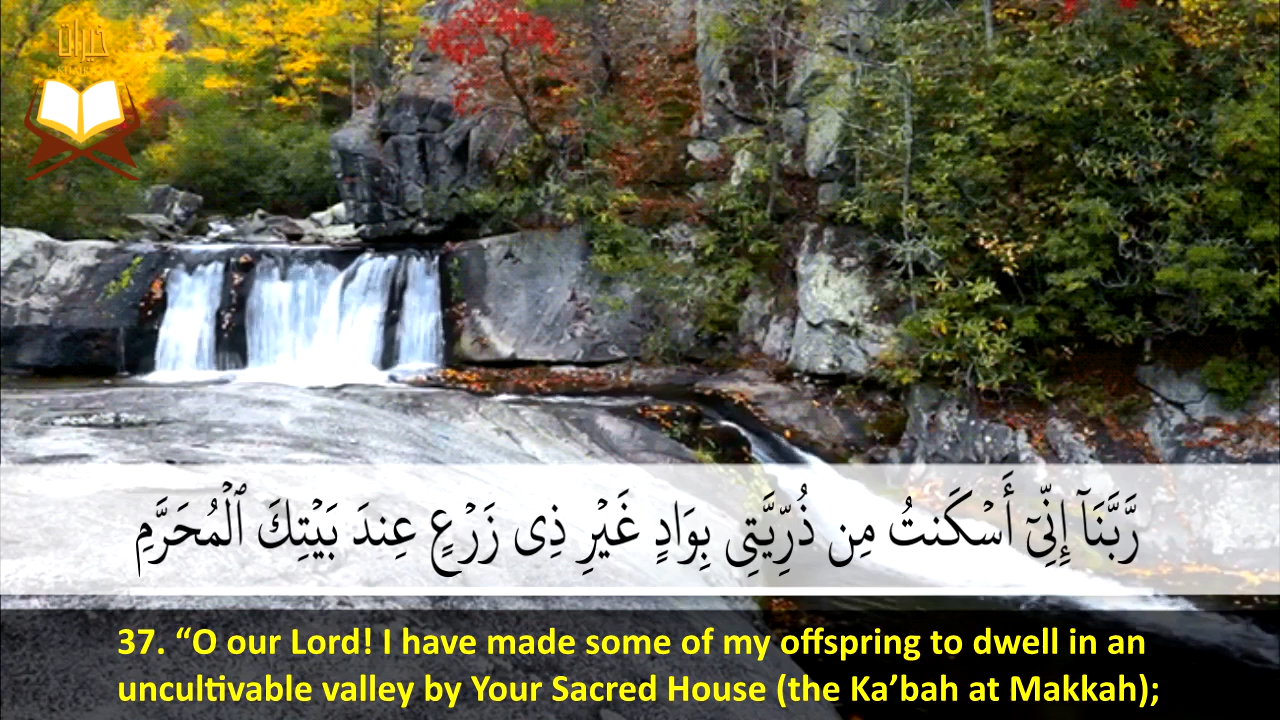 خيرات
رَّبَّنَآ إِنِّىٓ أَسْكَنتُ مِن ذُرِّيَّتِى بِوَادٍ غَيْرِ ذِى زَرْعٍ عِندَ بَيْتِكَ ٱلْمُحَرَّمِ
37. “O our Lord! I have made some of my offspring to dwell in an
uncultivable valley by Your Sacred House (the Ka’bah at Makkah);